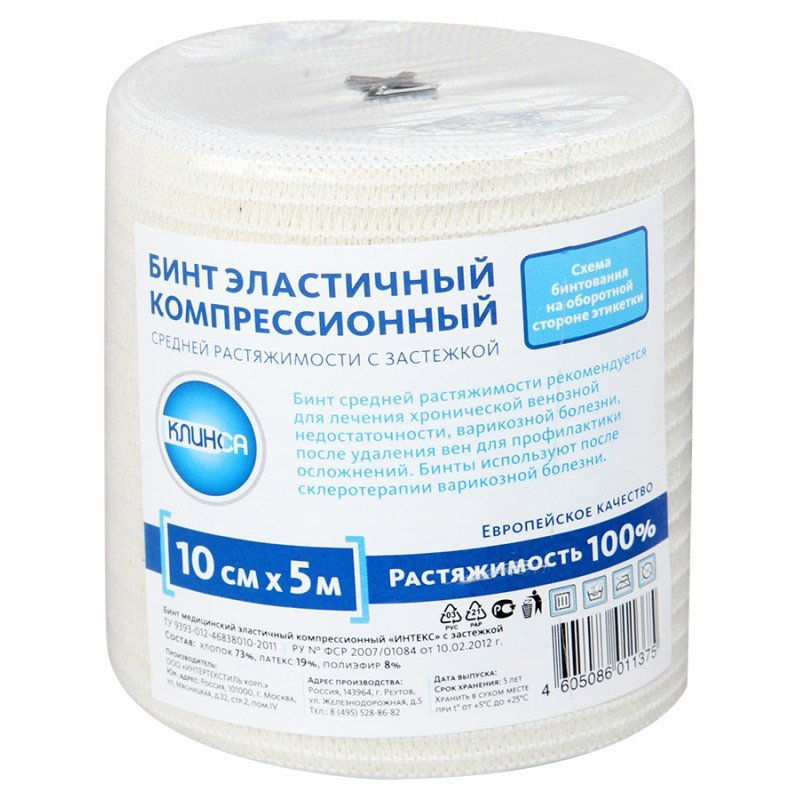 БИНТ ЭЛАСТИЧНЫЙ
КОМПРЕССИОННЫЙ
СРЕДНЕЙ РАСТЯЖИМОСТИ С ЗАСТЕЖКОЙ
Схема
бинтования
на оборотной
стороне этикетки
КЛИНСА
Бинт средней растяжимости рекомендуется
для лечения хронической венозной
недостаточности, варикозной болезни,
после удаления вен для профилактики
осложнений. Бинты используют после
склеротерапии варикозной болезни.
ЕВРОПЕЙСКОЕ КАЧЕСТВО
10 СМ X 5 М
РАСТЯЖИМОСТЬ 100%
03
PVC
21
PAP
БИНТ МЕДИЦИНСКИЙ ЭЛАСТИЧНЫЙ КОМПРЕССИОННЫЙ «ИНТЕКС» С ЗАСТЕЖКОЙ
ТУ 9393-012-46838010-2011 РУ № ФСР 2007/01084 от 10.02.2012 г.
СОСТАВ: ХЛОПОК 73%, ЛАТЕКС 19%, ПОЛИЭФИР 8%
ПРОИЗВОДИТЕЛЬ:
ООО «ИНТЕРТЕКСТИЛЬ КОРП.»
ЮР. АДРЕС: РОССИЯ, 101000, Г. МОСКВА,
УЛ. МЯСНИЦКАЯ, Д.32, СТР.2, ПОМ.IV
АДРЕС ПРОИЗВОДСТВА:
РОССИЯ, 143964, Г. РЕУТОВ,
УЛ. ЖЕЛЕЗНОДОРОЖНАЯ, Д.5
ТЕЛ.: 8 (495) 528-86-82
ДАТА ВЫПУСКА:
СРОК ХРАНЕНИЯ: 5 ЛЕТ
ХРАНИТЬ В СУХОМ МЕСТЕ
ПРИ t° ОТ +5°С ДО +25°С
4 605086 011375